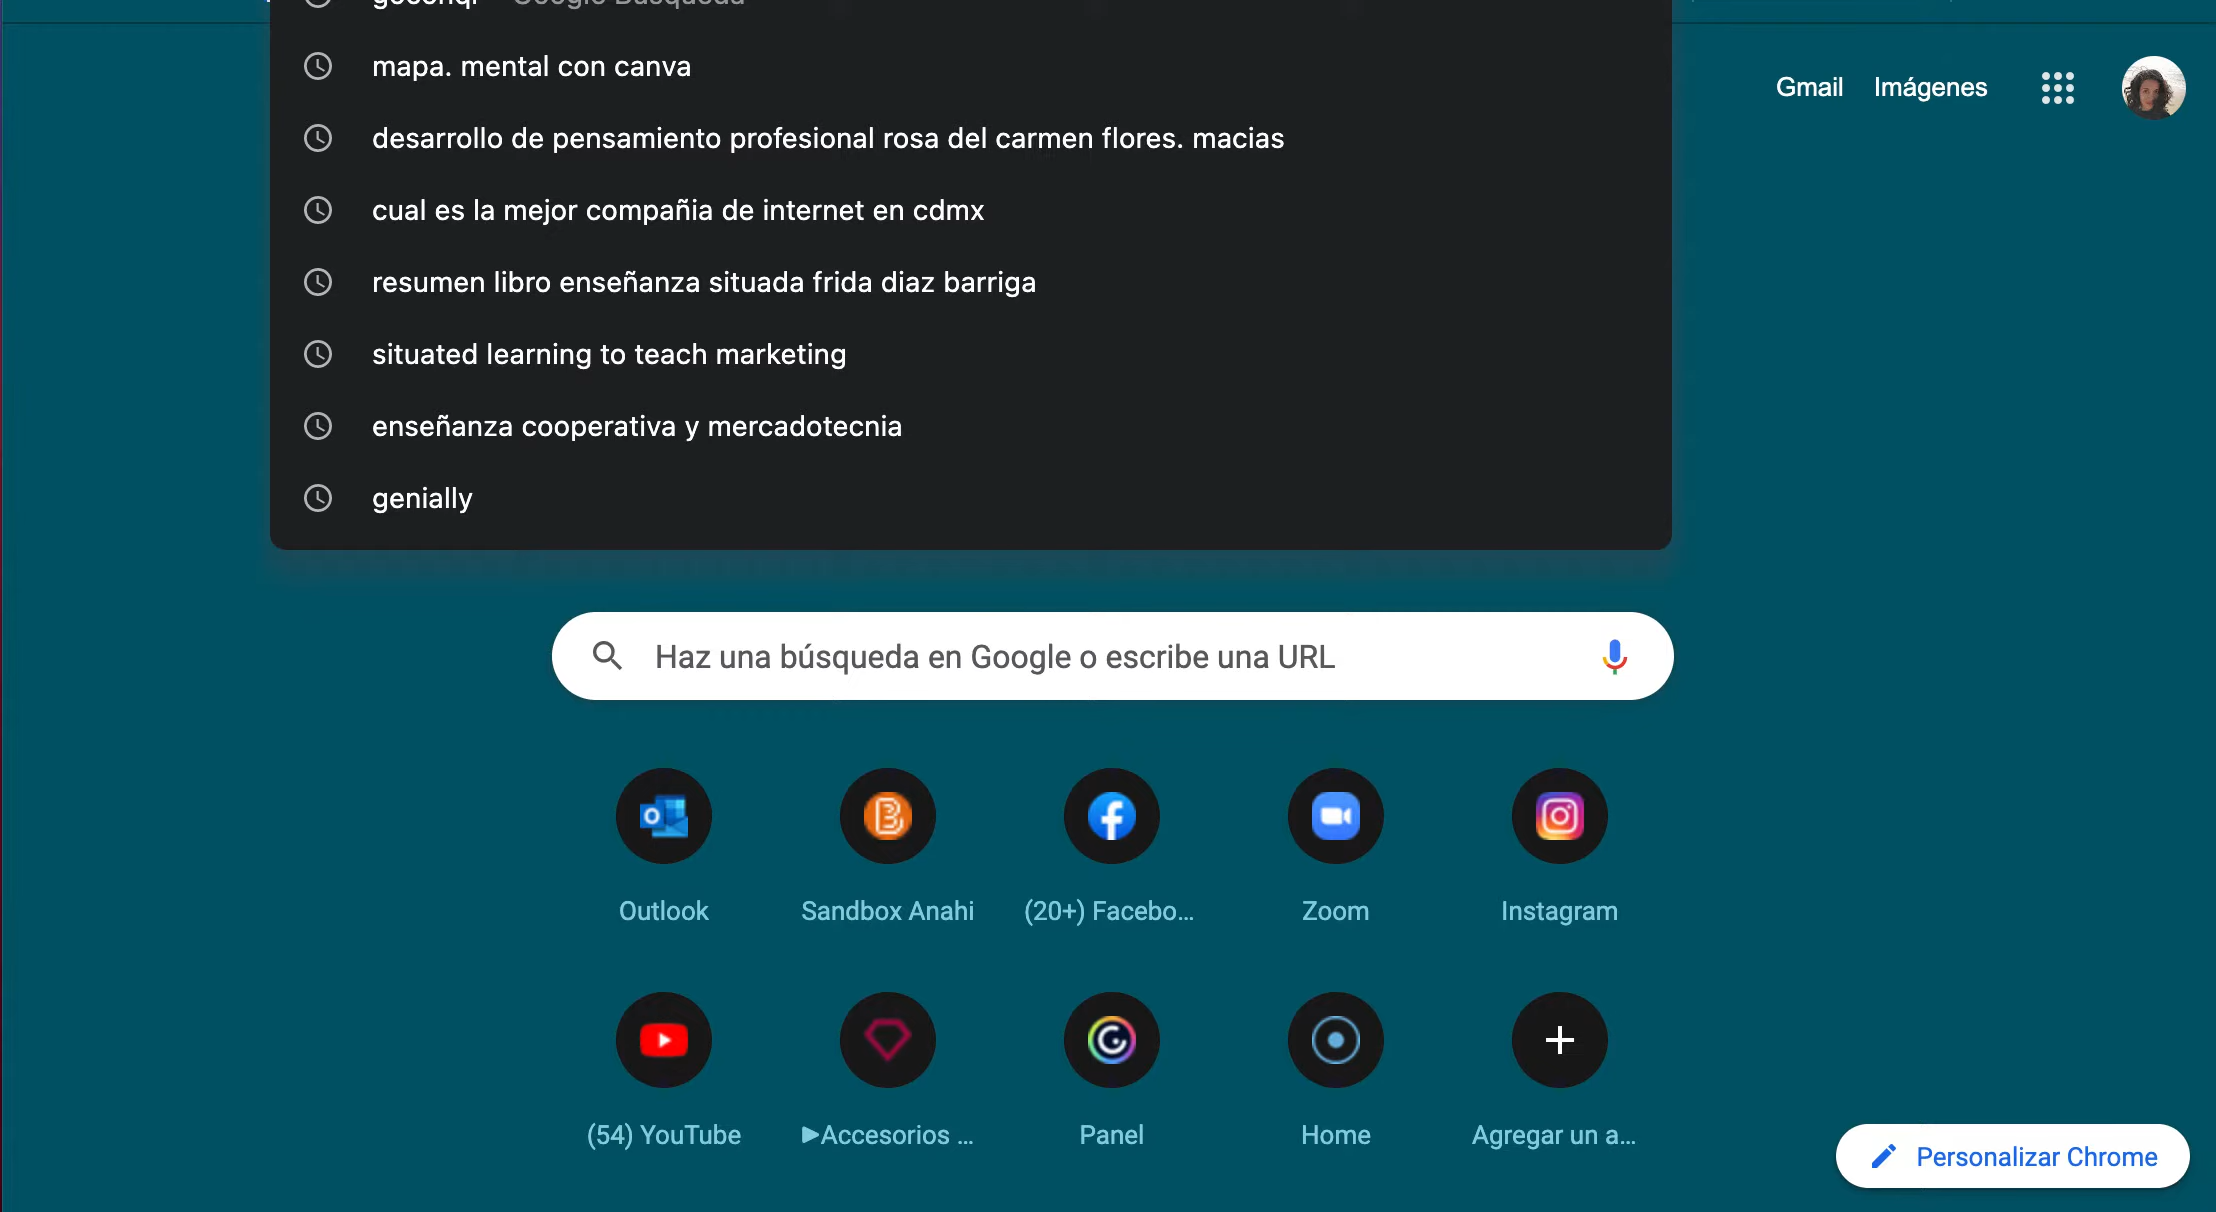 goconqr – Google Búsqueda
mapa. mental con canva
Gmail Imágenes
desarrollo de pensamiento profesional rosa del carmen flores. macias
cual es la mejor compañia de internet en cdmx
resumen libro enseñanza situada frida diaz barriga
situated learning to teach marketing
enseñanza cooperativa y mercadotecnia
genially
Haz una búsqueda en Google o escribe una URL
Outlook Sandbox Anahi (20+) Facebo... Zoom Instagram
(54) YouTube ▶Accesorios ... Panel Home Agregar un a...
Personalizar Chrome